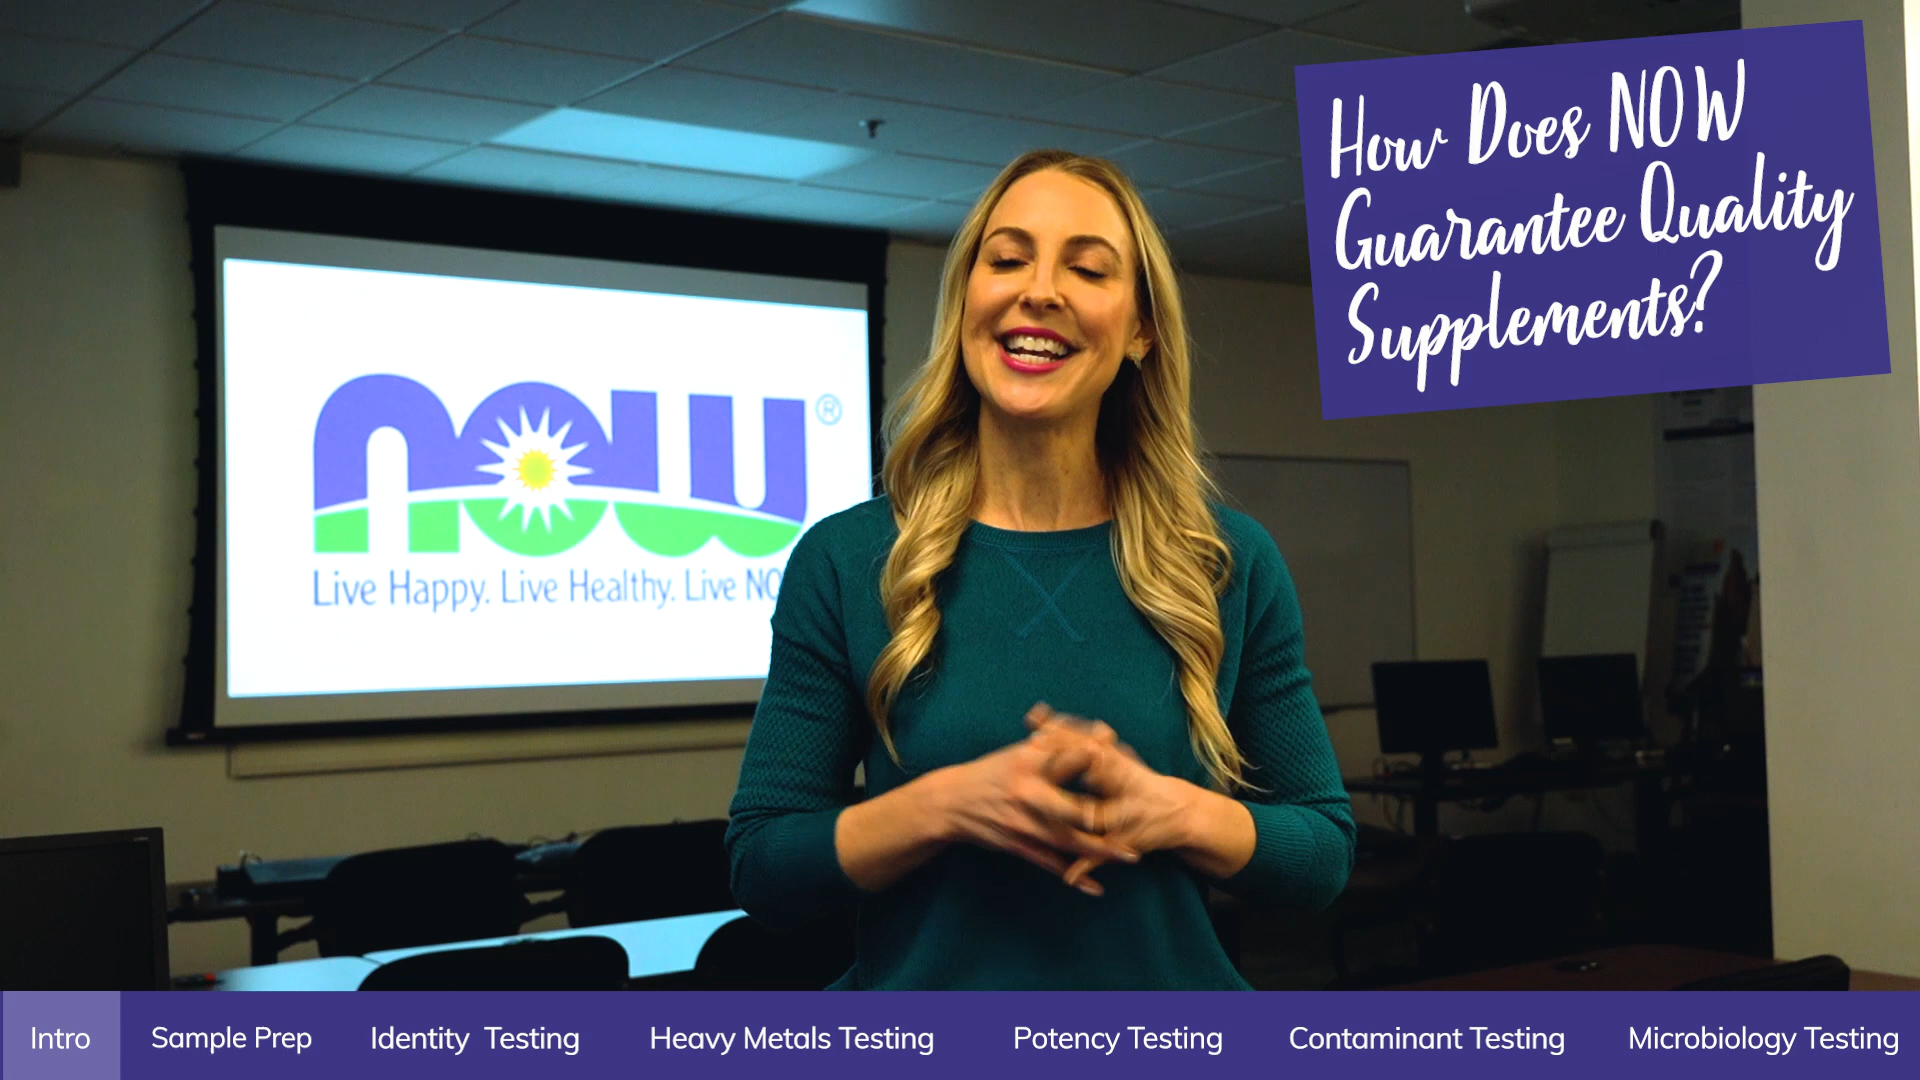 How Does NOW
Guarantee Quality
Supplements?
now®
Live Happy. Live Healthy. Live NO
Intro
Sample Prep
Identity Testing
Heavy Metals Testing
Potency Testing
Contaminant Testing
Microbiology Testing